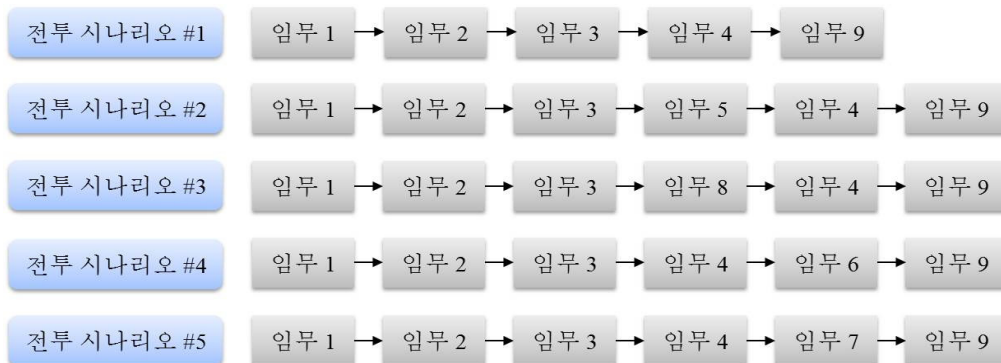 전투 시나리오 #1 임무 1 임무 2 임무 3 임무 4 임무 9
전투 시나리오 #2 임무 1 임무 2 임무 3 임무 5 임무 4 임무 9
전투 시나리오 #3 임무 1 임무 2 임무 3 임무 8 임무 4 임무 9
전투 시나리오 #4 임무 1 임무 2 임무 3 임무 4 임무 6 임무 9
전투 시나리오 #5 임무 1 임무 2 임무 3 임무 4 임무 7 임무 9